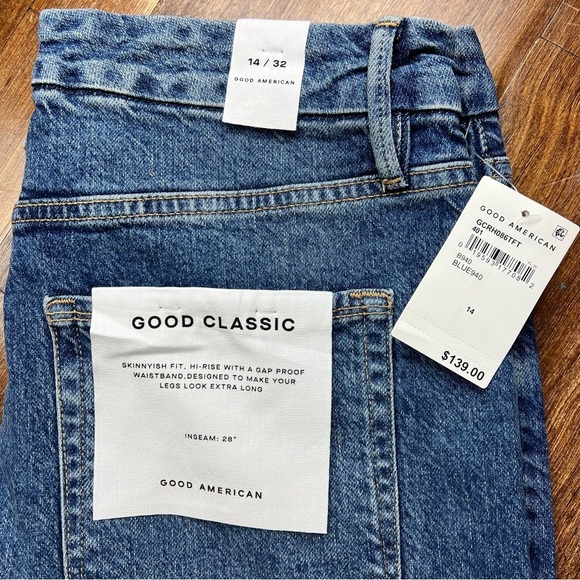 14 / 32
GOOD AMERICAN
GOOD AMERICAN
GCRH086TFT
401
B940
BLUE940
14
$139.00
GOOD CLASSIC
SKINNYISH FIT, HI-RISE WITH A GAP PROOF
WAISTBAND.DESIGNED TO MAKE YOUR
LEGS LOOK EXTRA LONG
INSEAM: 28"
GOOD AMERICAN